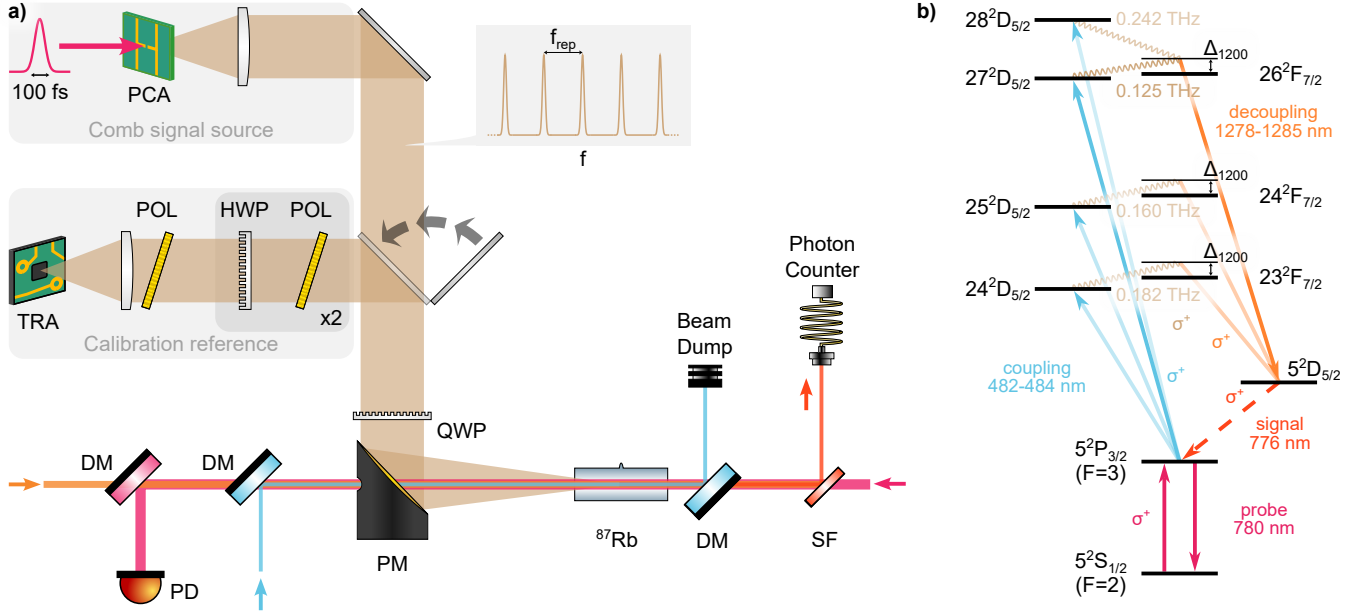 a)
100 fs
PCA
Comb signal source
f_rep
f
POL
HWP
POL
TRA
x2
Calibration reference
QWP
DM
DM
PM
PD
⁸⁷Rb
DM
SF
Beam
Dump
Photon
Counter
b)
28²D₅/₂
0.242 THz
Δ₁₂₀₀
27²D₅/₂
0.125 THz
26²F₇/₂
decoupling
1278-1285 nm
Δ₁₂₀₀
25²D₅/₂
0.160 THz
24²F₇/₂
Δ₁₂₀₀
24²D₅/₂
0.182 THz
23²F₇/₂
σ⁺
σ⁺
σ⁺
coupling
482-484 nm
5²D₅/₂
σ⁺
signal
776 nm
5²P₃/₂
(F=3)
σ⁺
probe
780 nm
5²S₁/₂
(F=2)